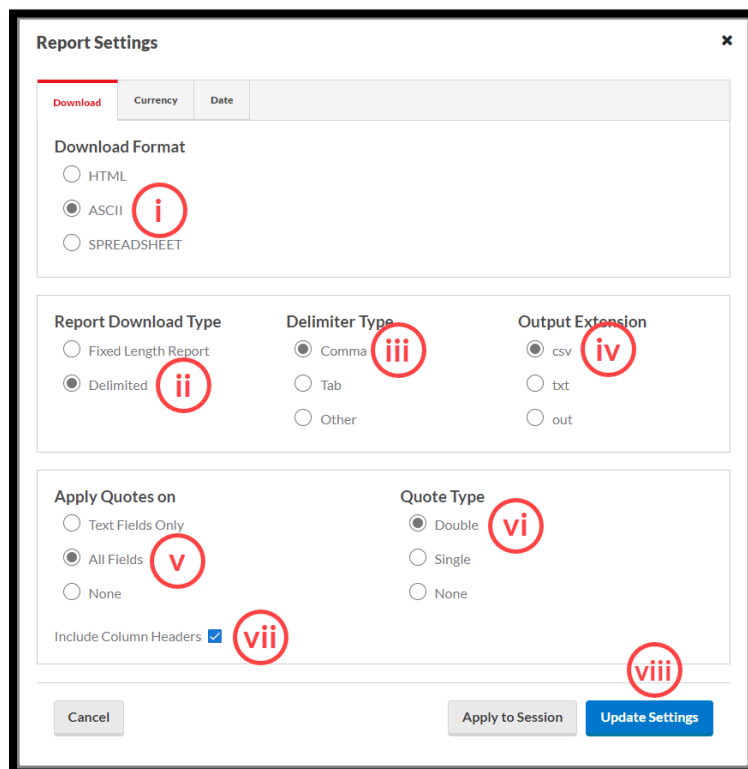 Report Settings ×
Download Currency Date
Download Format
HTML
ASCII i
SPREADSHEET
Report Download Type Delimiter Type Output Extension
Fixed Length Report Comma iii csv iv
Delimited ii Tab txt
Other out
Apply Quotes on Quote Type
Text Fields Only Double vi
All Fields v Single
None None
Include Column Headers vii
viii
Cancel Apply to Session Update Settings